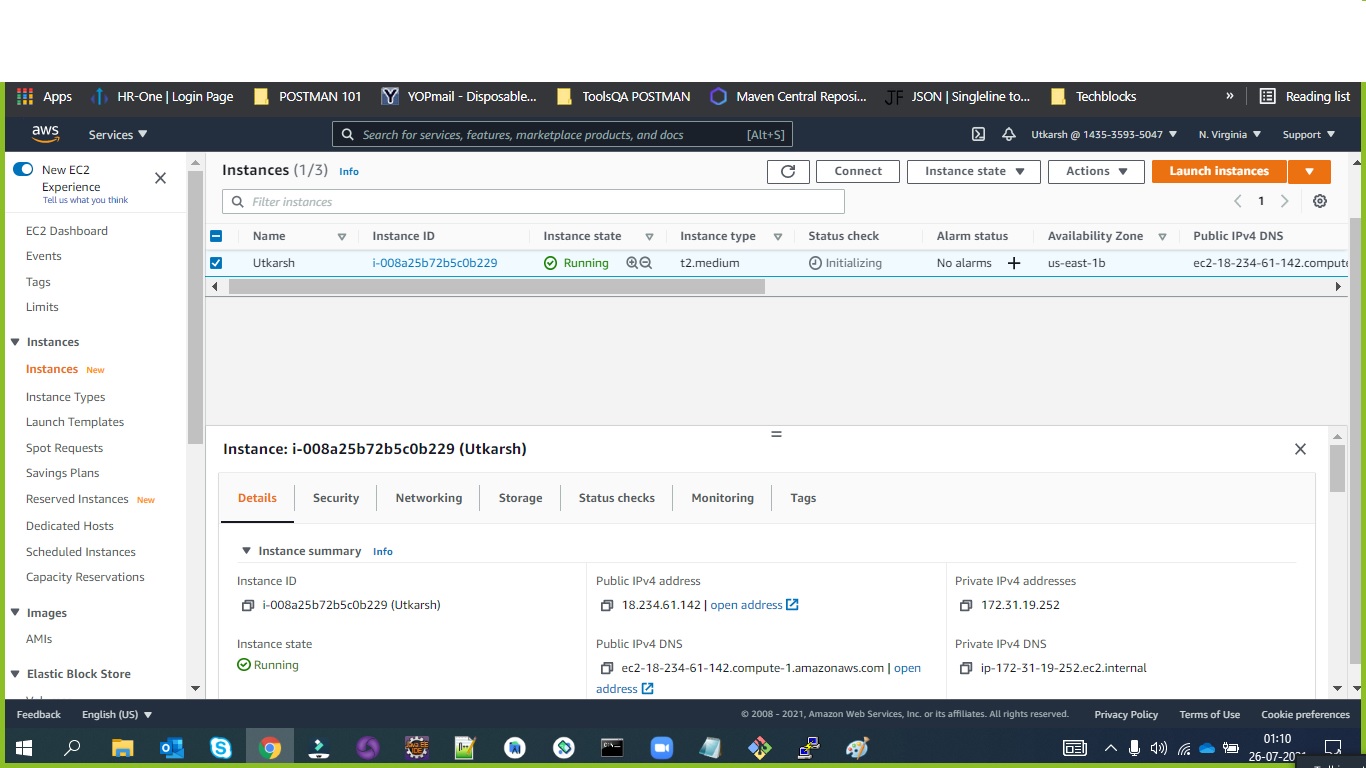 Apps HR-One | Login Page POSTMAN 101 YOPmail - Disposable... ToolsQA POSTMAN Maven Central Reposi... JF JSON | Singleline to... Techblocks » Reading list
aws Services Search for services, features, marketplace products, and docs [Alt+S] Utkarsh @ 1435-3593-5047 N. Virginia Support
New EC2
Experience
Tell us what you think
EC2 Dashboard
Events
Tags
Limits
Instances
Instances New
Instance Types
Launch Templates
Spot Requests
Savings Plans
Reserved Instances New
Dedicated Hosts
Scheduled Instances
Capacity Reservations
Images
AMIs
Elastic Block Store
Instances (1/3) Info Connect Instance state Actions Launch instances
Filter instances 1
Name Instance ID Instance state Instance type Status check Alarm status Availability Zone Public IPv4 DNS
Utkarsh i-008a25b72b5c0b229 Running t2.medium Initializing No alarms + us-east-1b ec2-18-234-61-142.compute
Instance: i-008a25b72b5c0b229 (Utkarsh)
Details Security Networking Storage Status checks Monitoring Tags
Instance summary Info
Instance ID Public IPv4 address Private IPv4 addresses
i-008a25b72b5c0b229 (Utkarsh) 18.234.61.142 | open address 172.31.19.252
Instance state Public IPv4 DNS Private IPv4 DNS
Running ec2-18-234-61-142.compute-1.amazonaws.com | open ip-172-31-19-252.ec2.internal
address
Feedback English (US) © 2008 - 2021, Amazon Web Services, Inc. or its affiliates. All rights reserved. Privacy Policy Terms of Use Cookie preferences
01:10